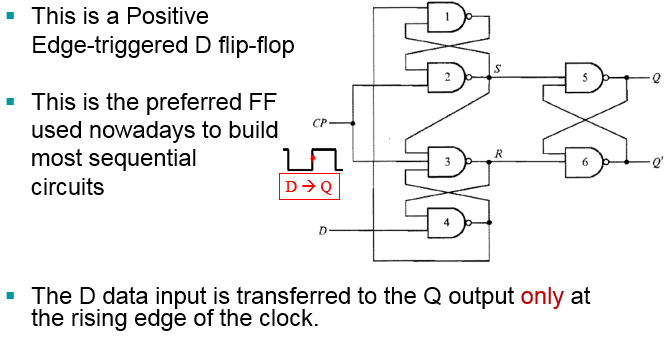 This is a Positive
Edge-triggered D flip-flop
This is the preferred FF
used nowadays to build
most sequential
circuits
CP
D → Q
D
1
2
S
3
R
4
5
Q
6
Q'
The D data input is transferred to the Q output only at
the rising edge of the clock.